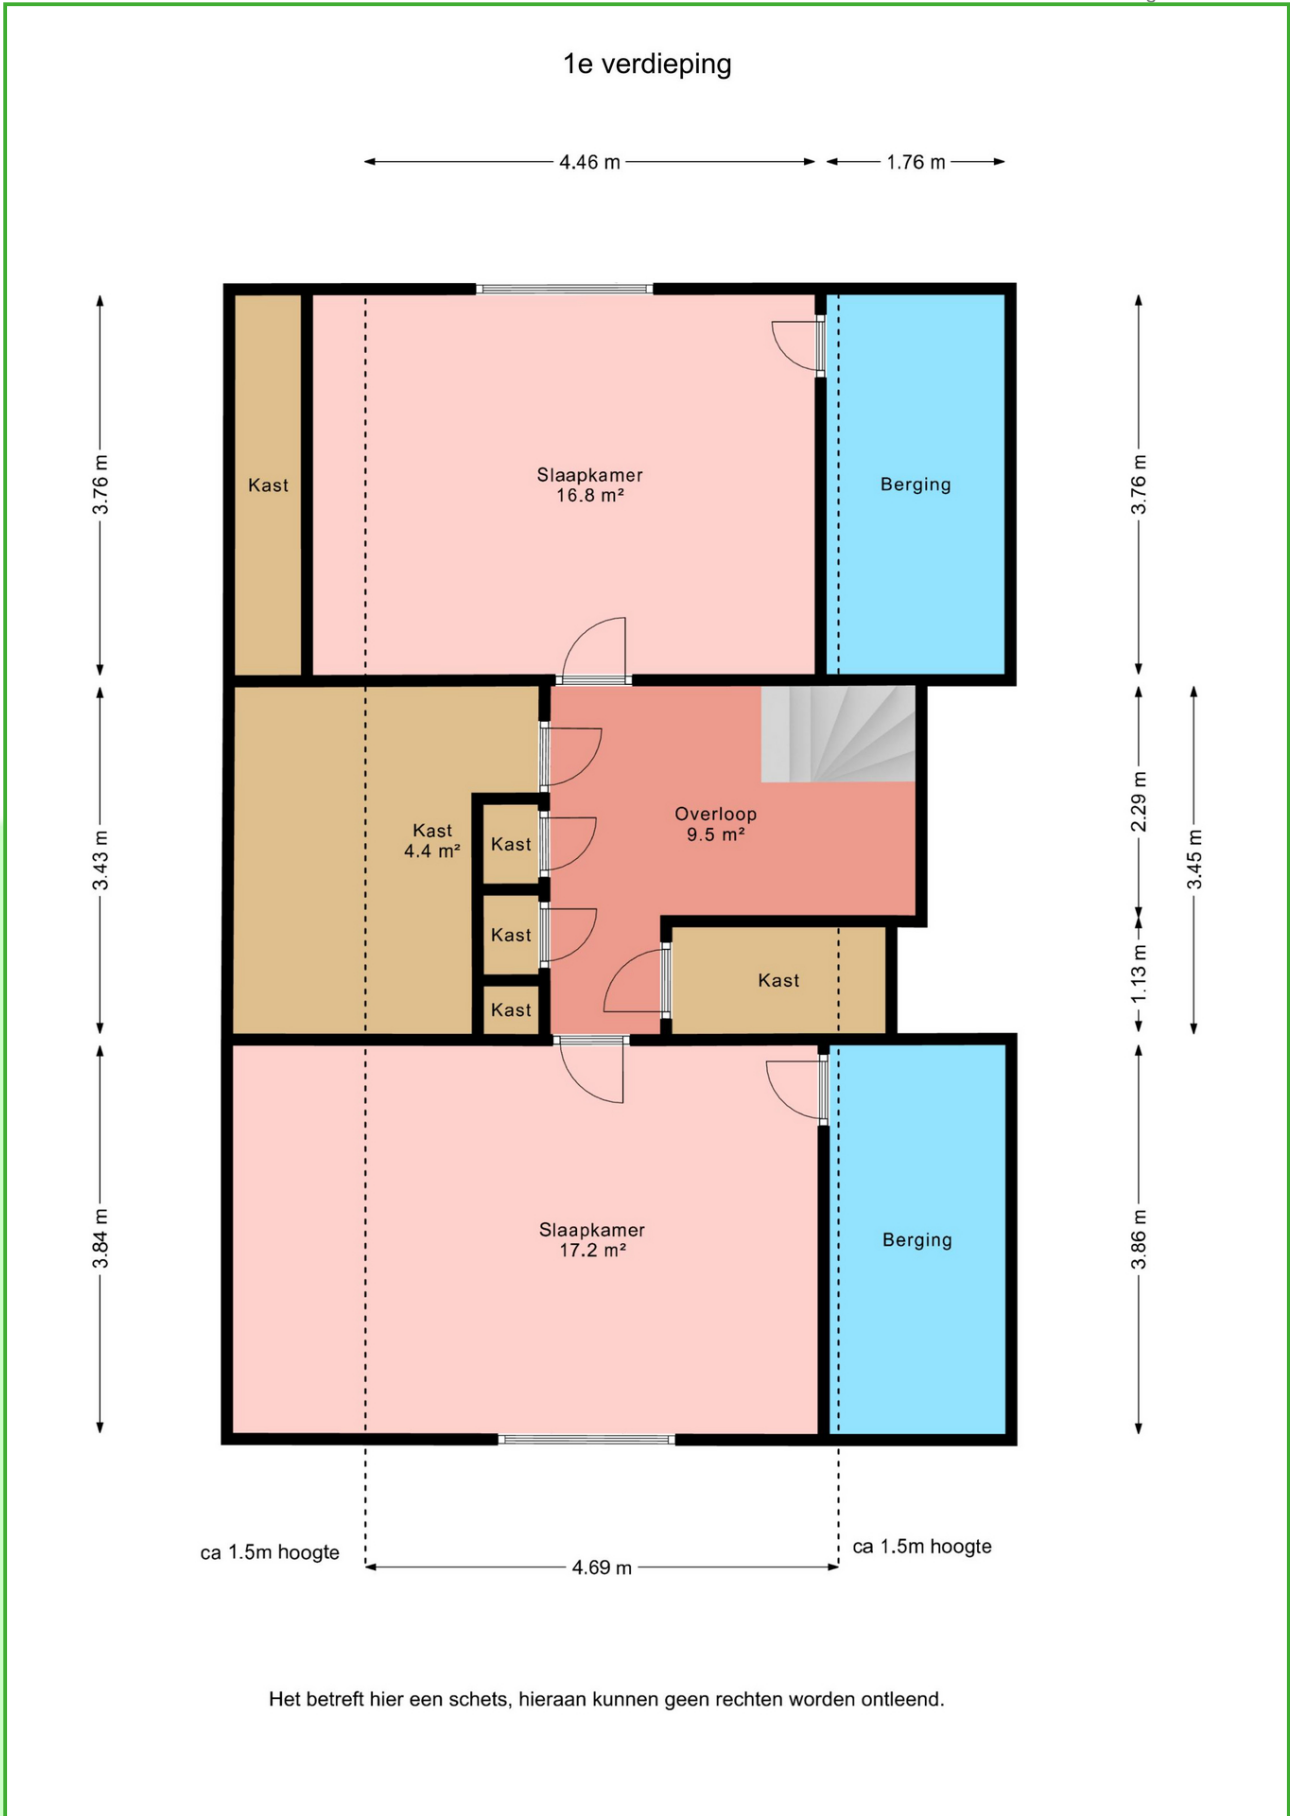 1e verdieping
4.46 m
1.76 m
3.76 m
Kast
Slaapkamer
16.8 m²
Berging
3.76 m
3.43 m
Kast
4.4 m²
Kast
Kast
Kast
Overloop
9.5 m²
Kast
2.29 m
1.13 m
3.45 m
3.84 m
Slaapkamer
17.2 m²
Berging
3.86 m
ca 1.5m hoogte
4.69 m
ca 1.5m hoogte
Het betreft hier een schets, hieraan kunnen geen rechten worden ontleend.